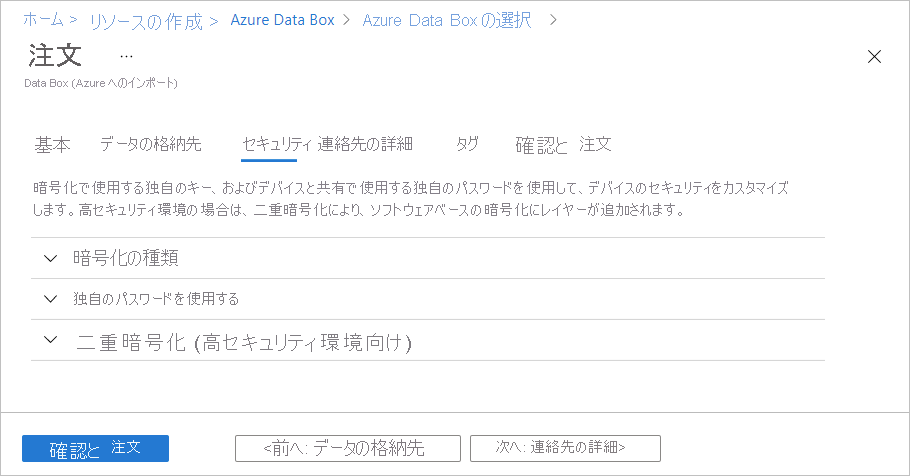 ホーム > リソースの作成 > Azure Data Box > Azure Data Boxの選択 >
注文 ...
Data Box (Azureへのインポート)
基本 データの格納先 セキュリティ 連絡先の詳細 タグ 確認と 注文
暗号化で使用する独自のキー、およびデバイスと共有で使用する独自のパスワードを使用して、デバイスのセキュリティをカスタマイズ
します。高セキュリティ環境の場合は、二重暗号化により、ソフトウェアベースの暗号化にレイヤーが追加されます。
暗号化の種類
独自のパスワードを使用する
二重暗号化 (高セキュリティ環境向け)
確認と 注文 <前へ: データの格納先 次へ: 連絡先の詳細>